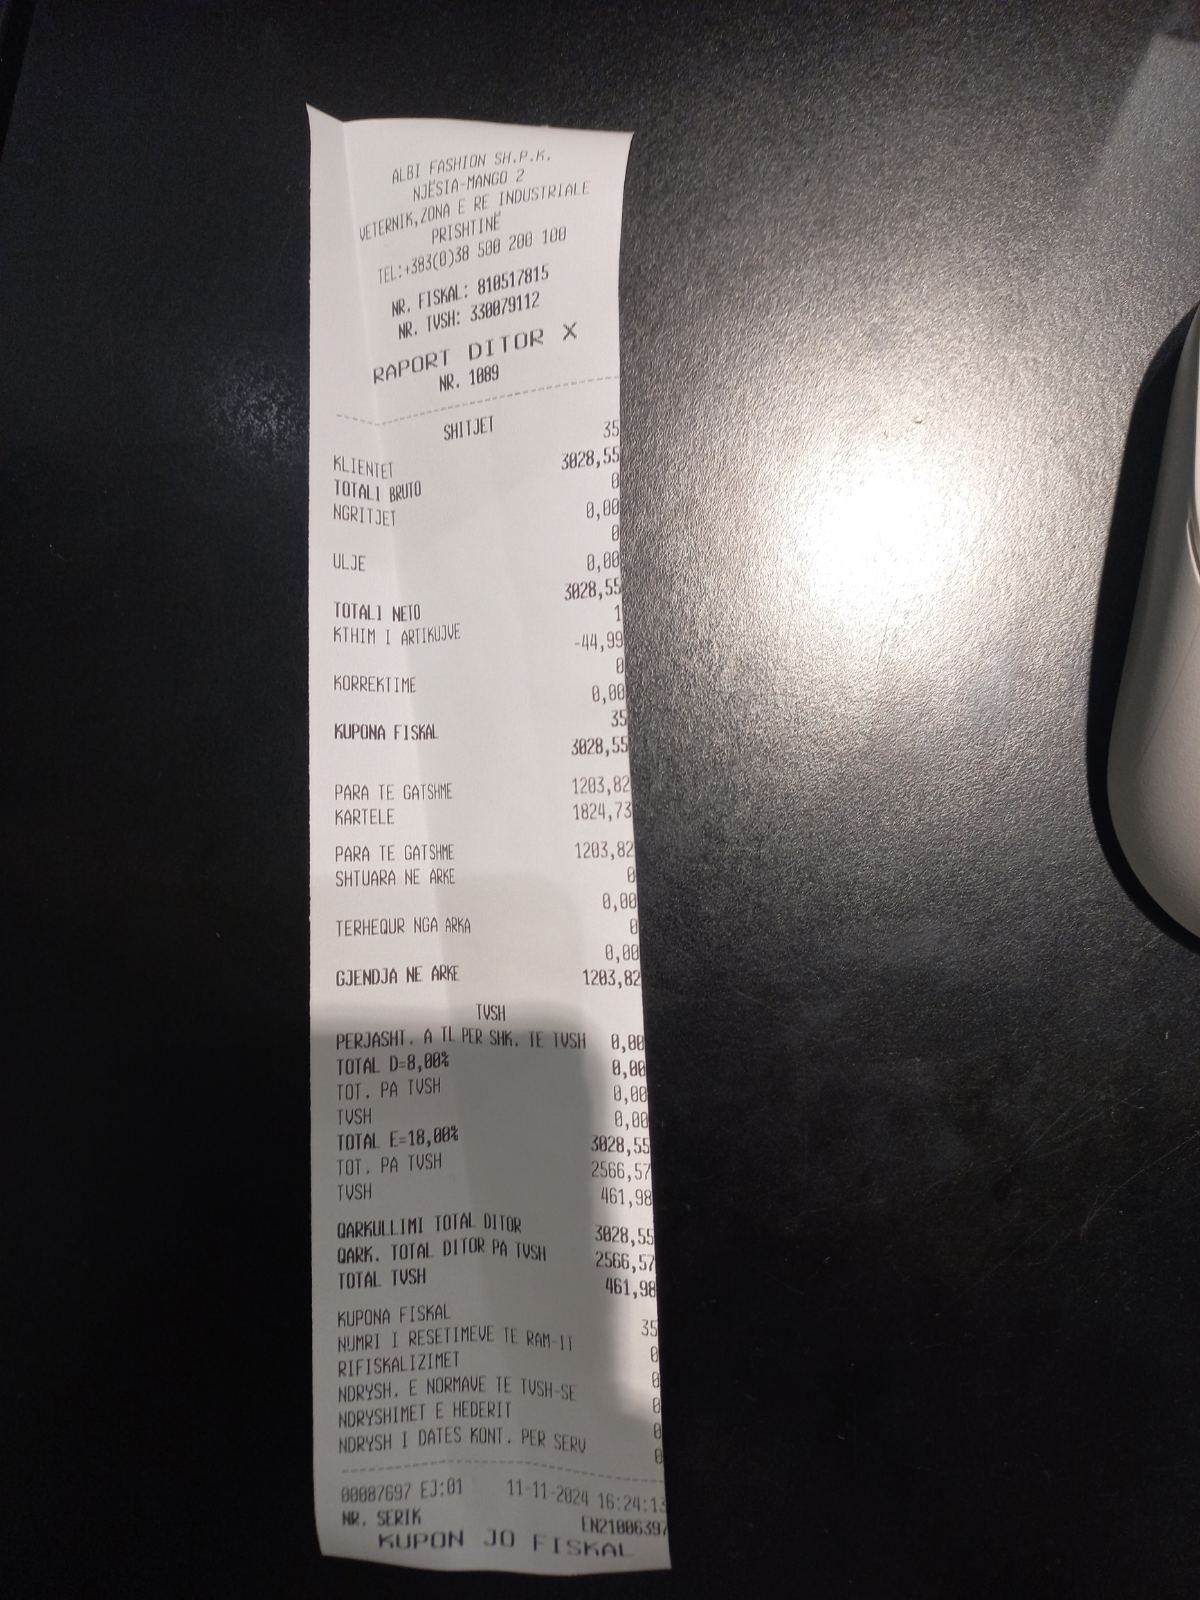 ALBI FASHION SH.P.K.
NJËSIA-MANGO 2
VETERNIK,ZONA E RE INDUSTRIALE
PRISHTINË
TEL:+383(0)38 500 200 100
NR. FISKAL: 810517815
NR. TVSH: 330079112
RAPORT DITOR X
NR. 1089
SHITJET
KLIENTET 35
TOTALI BRUTO 3028,55
NGRITJET 0
0,00
ULJE 0
0,00
TOTALI NETO 3028,55
KTHIM I ARTIKUJVE 1
-44,99
KORREKTIME 0
0,00
KUPONA FISKAL 35
3028,55
PARA TE GATSHME 1203,82
KARTELE 1824,73
PARA TE GATSHME 1203,82
SHTUARA NE ARKE 0
0,00
TERHEQUR NGA ARKA 0
0,00
GJENDJA NE ARKE 1203,82
TVSH
PERJASHT. A TL PER SHK. TE TVSH 0,00
TOTAL D=8,00% 0,00
TOT. PA TVSH 0,00
TVSH 0,00
TOTAL E=18,00% 3028,55
TOT. PA TVSH 2566,57
TVSH 461,98
QARKULLIMI TOTAL DITOR 3028,55
QARK. TOTAL DITOR PA TVSH 2566,57
TOTAL TVSH 461,98
KUPONA FISKAL 35
NUMRI I RESETIMEVE TE RAM-IT 0
RIFISKALIZIMET 0
NDRYSH. E NORMAVE TE TVSH-SE 0
NDRYSHIMET E HEDERIT 0
NDRYSH I DATES KONT. PER SERV 0
00087697 EJ:01 11-11-2024 16:24:13
NR. SERIK EN21006397
KUPON JO FISKAL